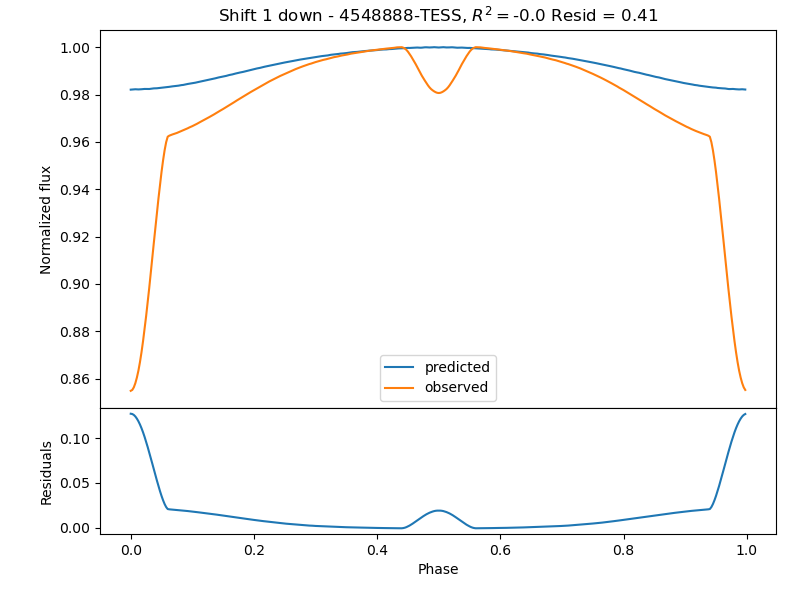 Shift 1 down - 4548888-TESS, R² = -0.0 Resid = 0.41
1.00
0.98
0.96
0.94
0.92
0.90
0.88
0.86
Normalized flux
predicted
observed
0.10
0.05
0.00
Residuals
0.0 0.2 0.4 0.6 0.8 1.0
Phase